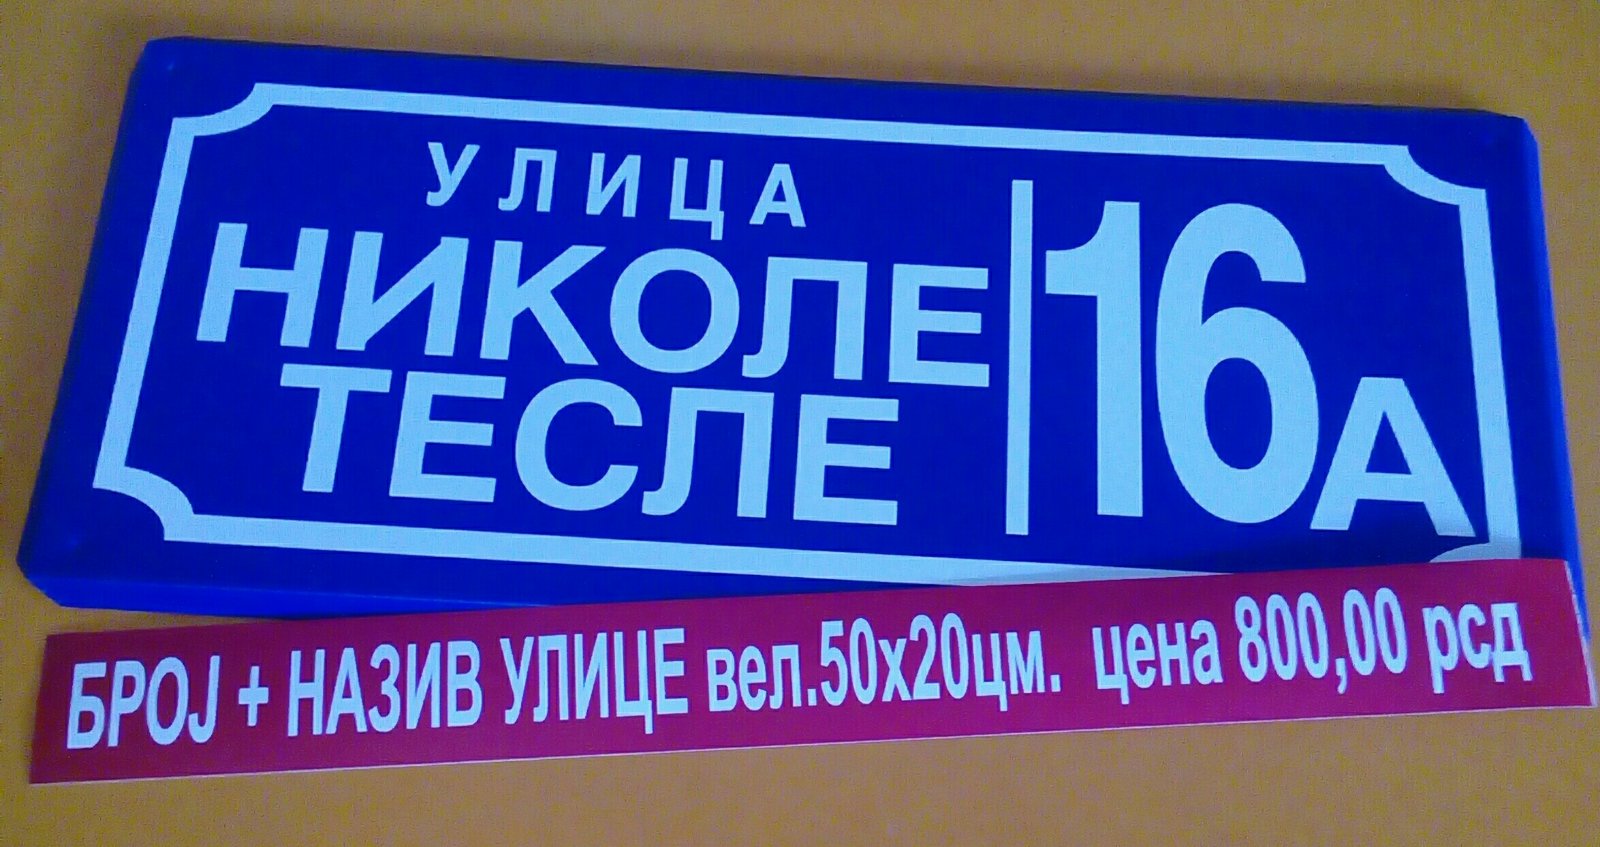 УЛИЦА
НИКОЛЕ
ТЕСЛЕ
16А
БРОЈ + НАЗИВ УЛИЦЕ вел.50х20цм. цена 800,00 рсд